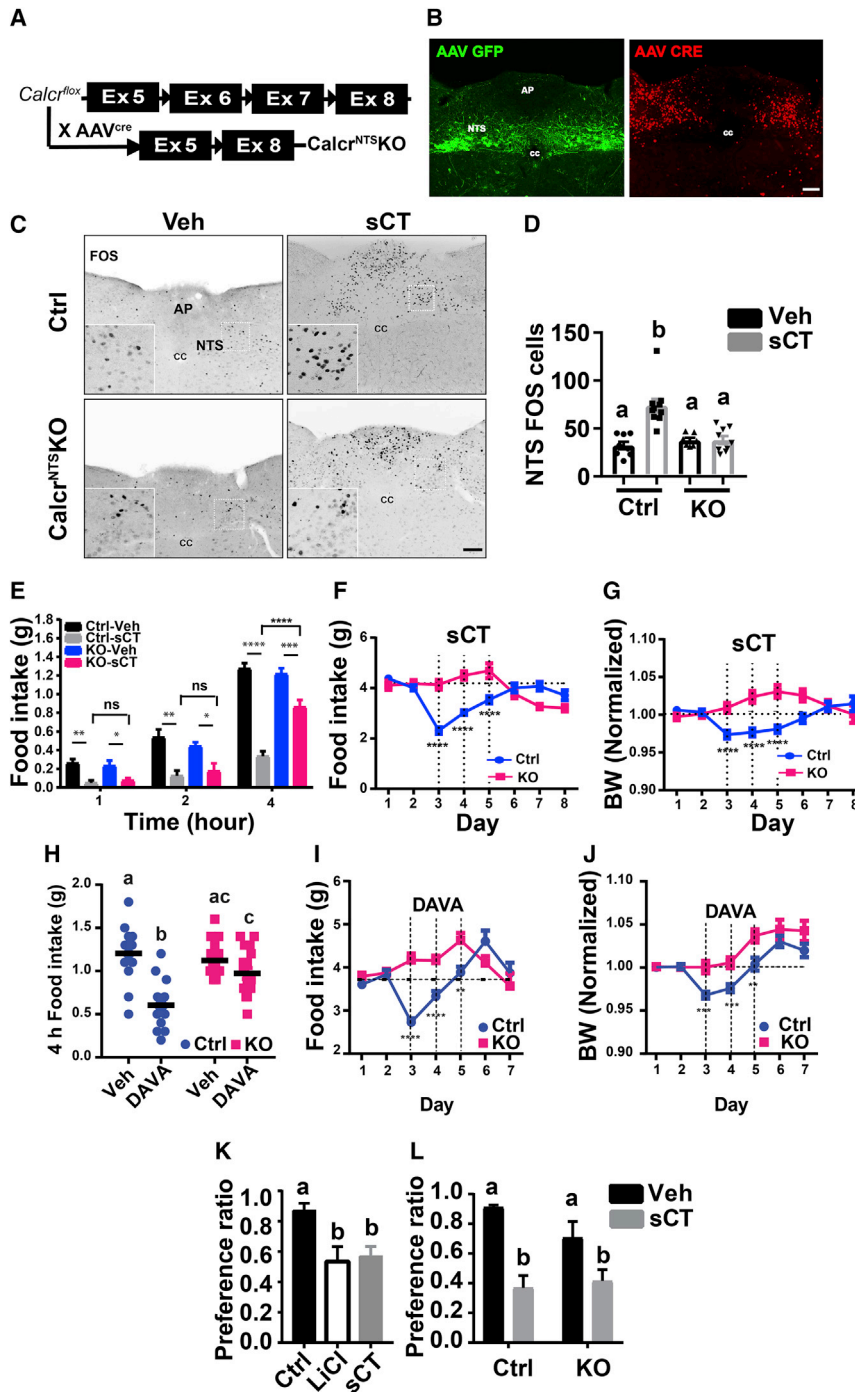 A
Calcr^flox
Ex 5
Ex 6
Ex 7
Ex 8
X AAV^cre
Ex 5
Ex 8
Calcr^NTS KO
B
AAV GFP
AP
NTS
cc
AAV CRE
cc
C
Veh
sCT
Ctrl
FOS
AP
NTS
cc
cc
Calcr^NTS KO
cc
cc
D
NTS FOS cells
150
100
50
0
a
b
a
a
Ctrl
KO
Veh
sCT
E
Food intake (g)
1.8
1.6
1.4
1.2
1.0
0.8
0.6
0.4
0.2
0.0
Ctrl-Veh
Ctrl-sCT
KO-Veh
KO-sCT
**
*
ns
**
*
ns
****
***
****
1
2
4
Time (hour)
F
Food intake (g)
sCT
6
4
2
0
****
****
****
Ctrl
KO
1 2 3 4 5 6 7 8
Day
G
BW (Normalized)
sCT
1.10
1.05
1.00
0.95
0.90
****
****
****
Ctrl
KO
1 2 3 4 5 6 7 8
Day
H
4 h Food intake (g)
2.0
1.5
1.0
0.5
0.0
a
b
ac
c
Ctrl
KO
Veh
DAVA
Veh
DAVA
I
Food intake (g)
DAVA
6
5
4
3
2
****
****
**
Ctrl
KO
1 2 3 4 5 6 7
Day
J
BW (Normalized)
DAVA
1.10
1.05
1.00
0.95
0.90
***
***
**
Ctrl
KO
1 2 3 4 5 6 7
Day
K
Preference ratio
1.0
0.8
0.6
0.4
0.2
0.0
a
b
b
Ctrl
LiCl
sCT
L
Preference ratio
1.0
0.8
0.6
0.4
0.2
0.0
a
b
a
b
Ctrl
KO
Veh
sCT